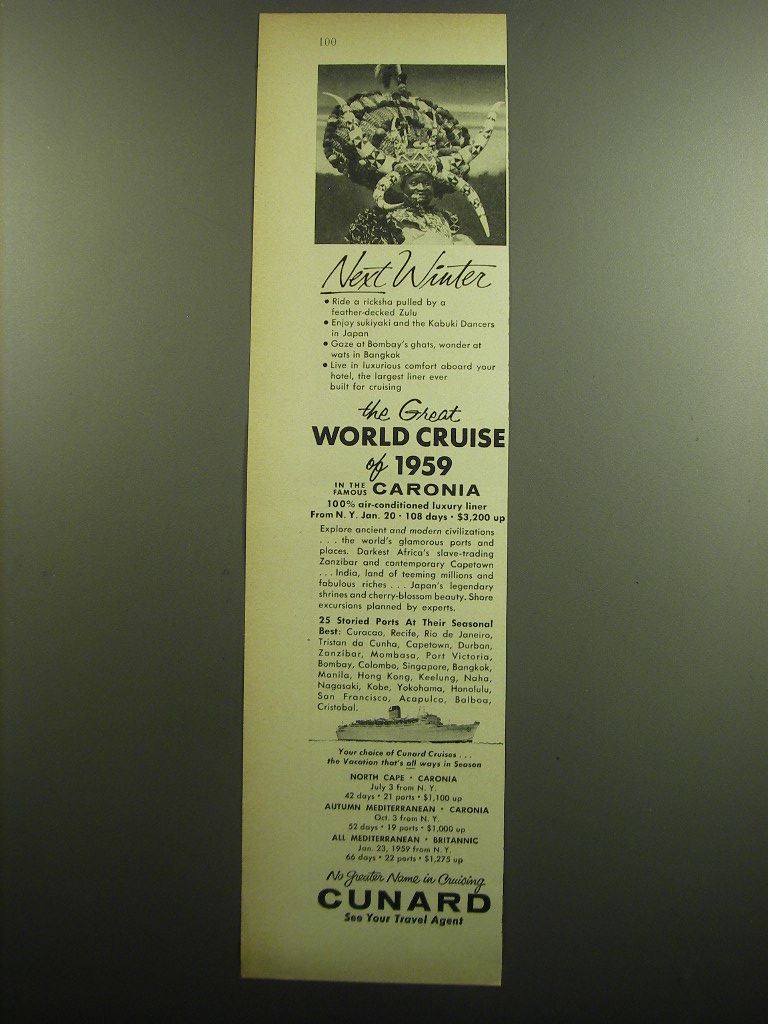 100
Next Winter
• Ride a ricksha pulled by a
feather-decked Zulu
• Enjoy sukiyaki and the Kabuki Dancers
in Japan
• Gaze at Bombay's ghats, wonder at
wats in Bangkok
• Live in luxurious comfort aboard your
hotel, the largest liner ever
built for cruising
the Great
WORLD CRUISE
of 1959
IN THE
FAMOUS CARONIA
100% air-conditioned luxury liner
From N. Y. Jan. 20 · 108 days · $3,200 up
Explore ancient and modern civilizations
. . . the world's glamorous ports and
places. Darkest Africa's slave-trading
Zanzibar and contemporary Capetown
. . . India, land of teeming millions and
fabulous riches . . . Japan's legendary
shrines and cherry-blossom beauty. Shore
excursions planned by experts.
25 Storied Ports At Their Seasonal
Best: Curacao, Recife, Rio de Janeiro,
Tristan da Cunha, Capetown, Durban,
Zanzibar, Mombasa, Port Victoria,
Bombay, Colombo, Singapore, Bangkok,
Manila, Hong Kong, Keelung, Naha,
Nagasaki, Kobe, Yokohama, Honolulu,
San Francisco, Acapulco, Balboa,
Cristobal.
Your choice of Cunard Cruises . . .
the Vacation that's all ways in Season
NORTH CAPE · CARONIA
July 3 from N. Y.
42 days · 21 ports · $1,100 up
AUTUMN MEDITERRANEAN · CARONIA
Oct. 3 from N. Y.
52 days · 19 ports · $1,000 up
ALL MEDITERRANEAN · BRITANNIC
Jan. 23, 1959 from N. Y.
66 days · 22 ports · $1,275 up
No Greater Name in Cruising
CUNARD
See Your Travel Agent